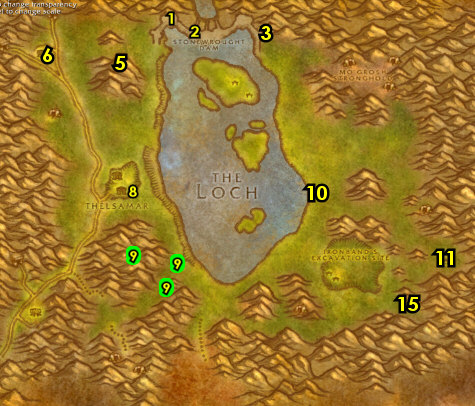 to change transparency
to change scale
1
2
3
STONEWROUGHT
DAM
6
5
MO'GROSH
STRONGHOLD
THE
LOCH
8
THELSAMAR
10
IRONBAND'S
EXCAVATION SITE
9
9
9
11
15